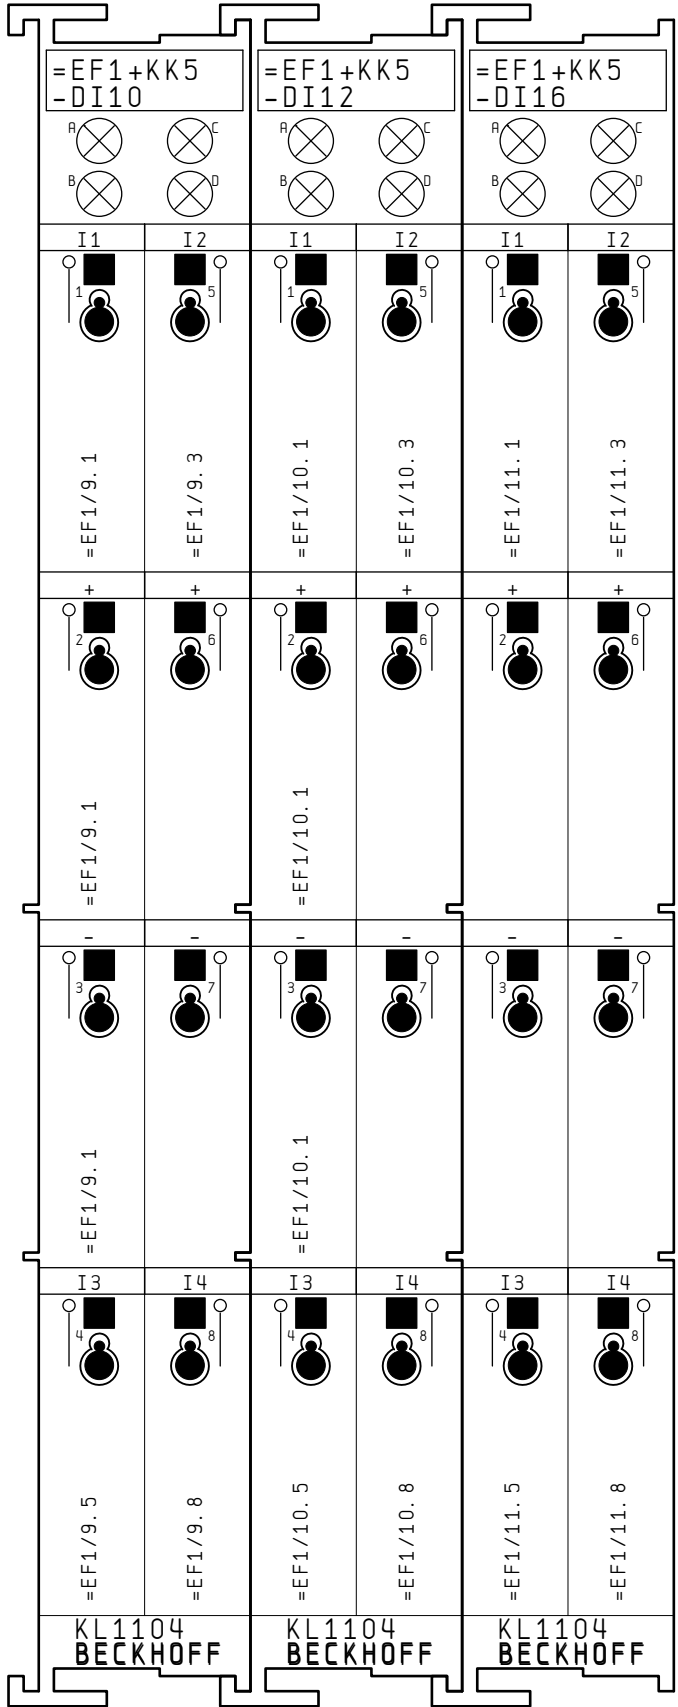 =EF1+KK5 =EF1+KK5 =EF1+KK5
-DI10 -DI12 -DI16
A C A C A C
B D B D B D
I1 I2 I1 I2 I1 I2
1 5 1 5 1 5
=EF1/9.1 =EF1/9.3 =EF1/10.1 =EF1/10.3 =EF1/11.1 =EF1/11.3
+ + + + + +
2 6 2 6 2 6
=EF1/9.1 =EF1/10.1
- - - - - -
3 7 3 7 3 7
=EF1/9.1 =EF1/10.1
I3 I4 I3 I4 I3 I4
4 8 4 8 4 8
=EF1/9.5 =EF1/9.8 =EF1/10.5 =EF1/10.8 =EF1/11.5 =EF1/11.8
KL1104 KL1104 KL1104
BECKHOFF BECKHOFF BECKHOFF